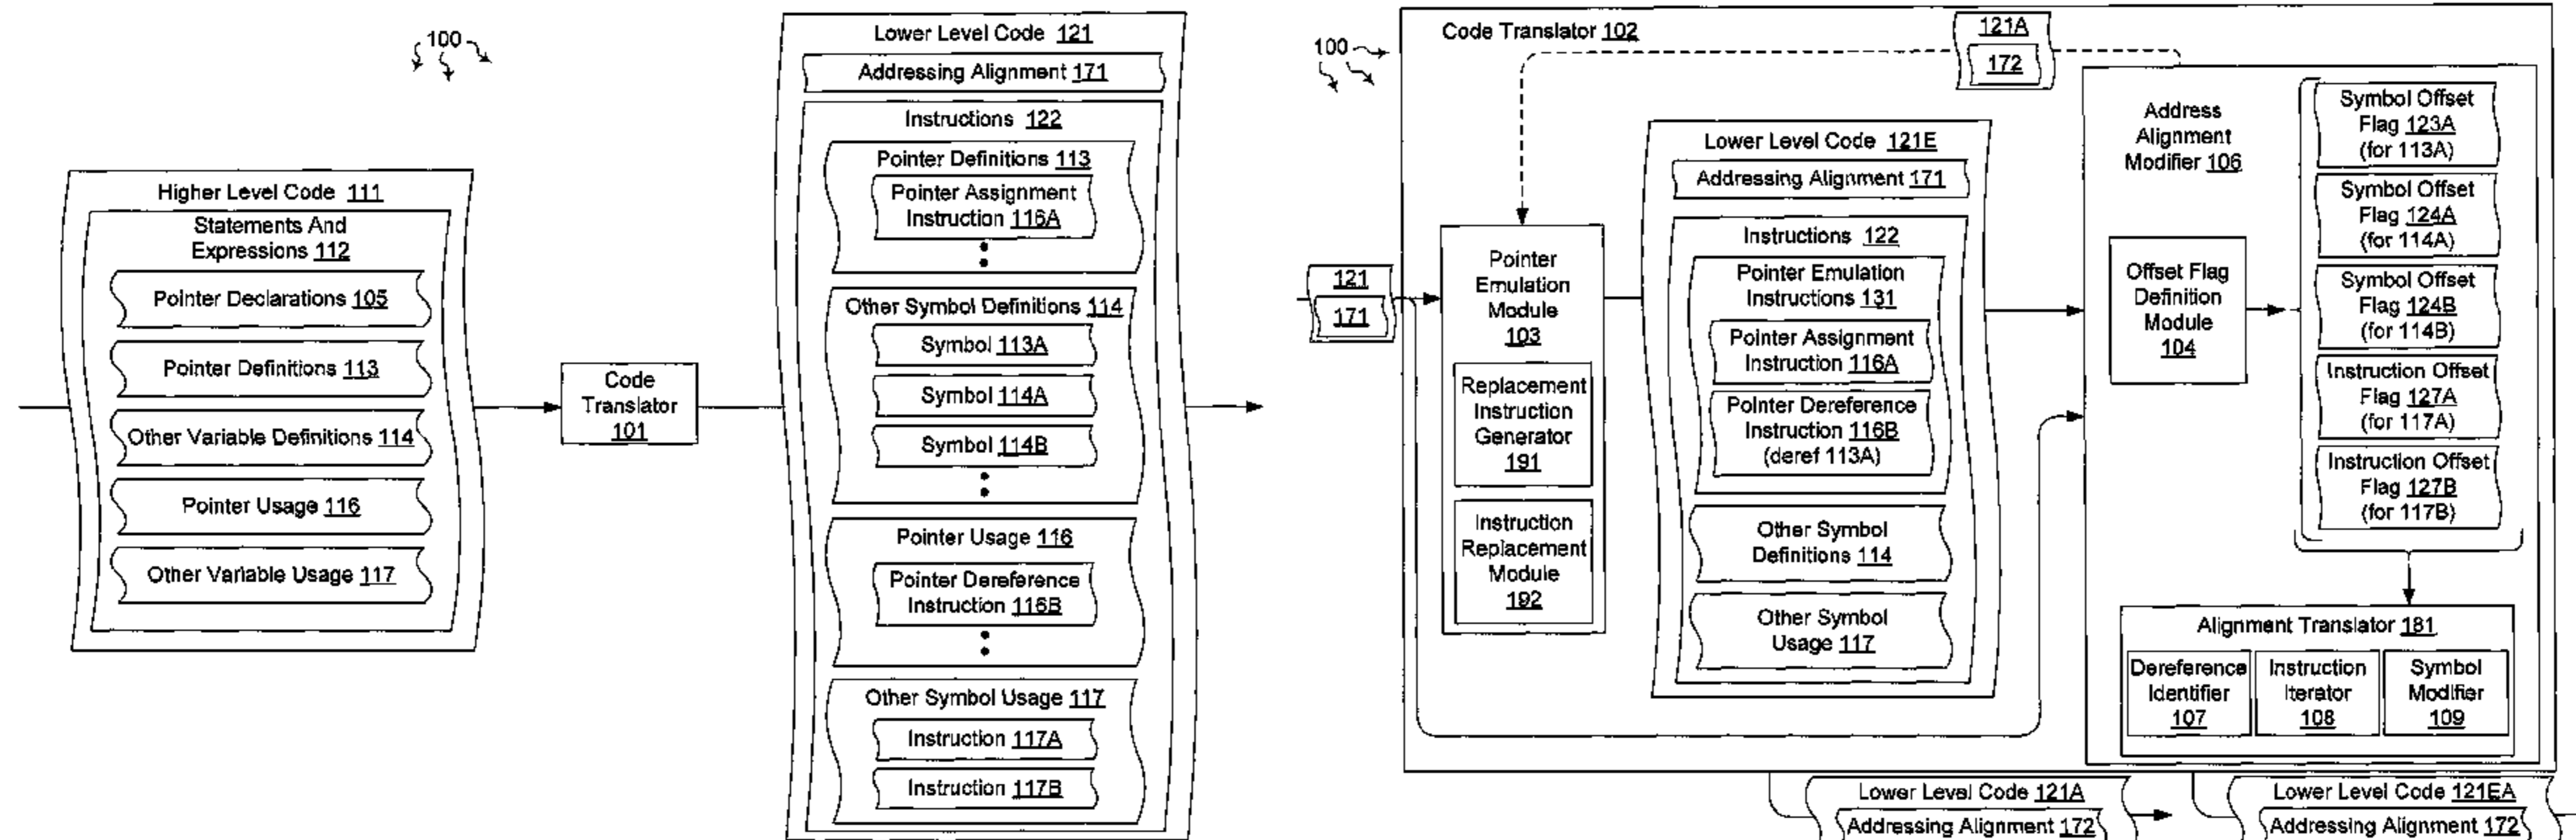 100
Higher Level Code 111
Statements And
Expressions 112
Pointer Declarations 105
Pointer Definitions 113
Other Variable Definitions 114
Pointer Usage 116
Other Variable Usage 117
Code
Translator
101
Lower Level Code 121
Addressing Alignment 171
Instructions 122
Pointer Definitions 113
Pointer Assignment
Instruction 116A
Other Symbol Definitions 114
Symbol 113A
Symbol 114A
Symbol 114B
Pointer Usage 116
Pointer Dereference
Instruction 116B
Other Symbol Usage 117
Instruction 117A
Instruction 117B
100
Code Translator 102
121A
172
121
171
Pointer
Emulation
Module
103
Replacement
Instruction
Generator
191
Instruction
Replacement
Module
192
Lower Level Code 121E
Addressing Alignment 171
Instructions 122
Pointer Emulation
Instructions 131
Pointer Assignment
Instruction 116A
Pointer Dereference
Instruction 116B
(deref 113A)
Other Symbol
Definitions 114
Other Symbol
Usage 117
Address
Alignment
Modifier 106
Offset Flag
Definition
Module
104
Symbol Offset
Flag 123A
(for 113A)
Symbol Offset
Flag 124A
(for 114A)
Symbol Offset
Flag 124B
(for 114B)
Instruction Offset
Flag 127A
(for 117A)
Instruction Offset
Flag 127B
(for 117B)
Alignment Translator 181
Dereference
Identifier
107
Instruction
Iterator
108
Symbol
Modifier
109
Lower Level Code 121A
Addressing Alignment 172
Lower Level Code 121EA
Addressing Alignment 172